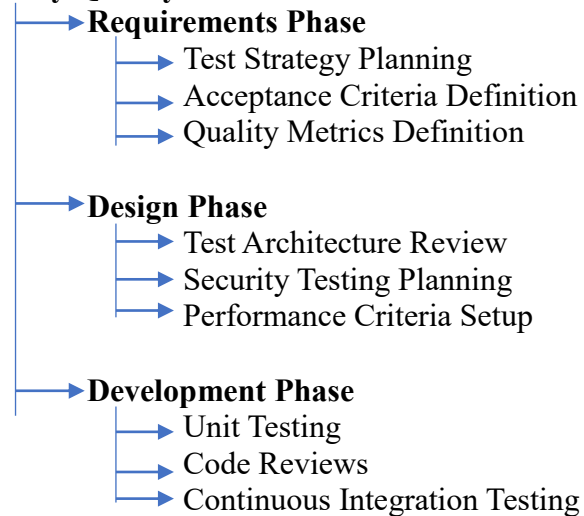 Requirements Phase
Test Strategy Planning
Acceptance Criteria Definition
Quality Metrics Definition
Design Phase
Test Architecture Review
Security Testing Planning
Performance Criteria Setup
Development Phase
Unit Testing
Code Reviews
Continuous Integration Testing